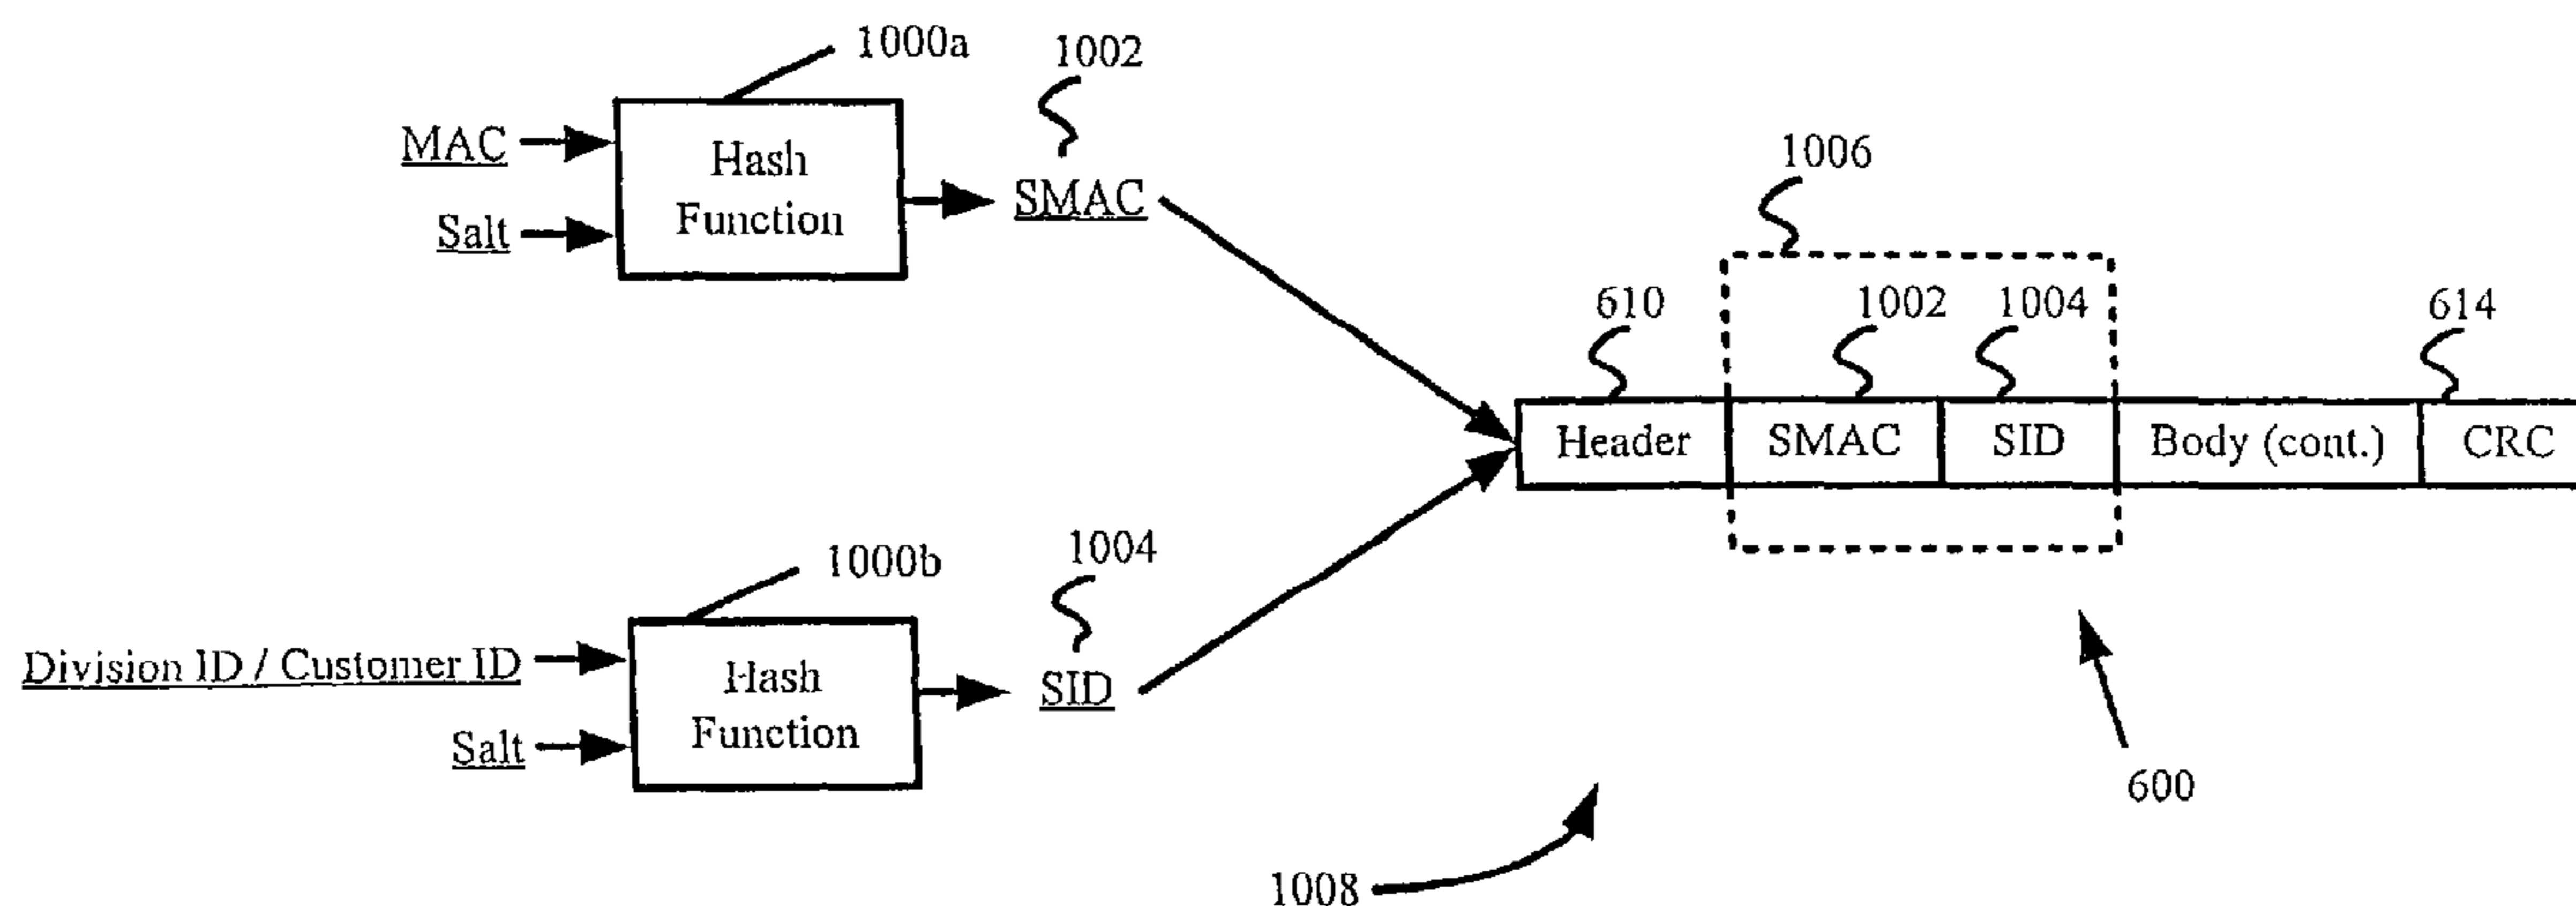 1000a
1002
MAC
Salt
Hash
Function
SMAC
1006
610
1002
1004
614
Header
SMAC
SID
Body (cont.)
CRC
1000b
1004
Division ID / Customer ID
Salt
Hash
Function
SID
600
1008